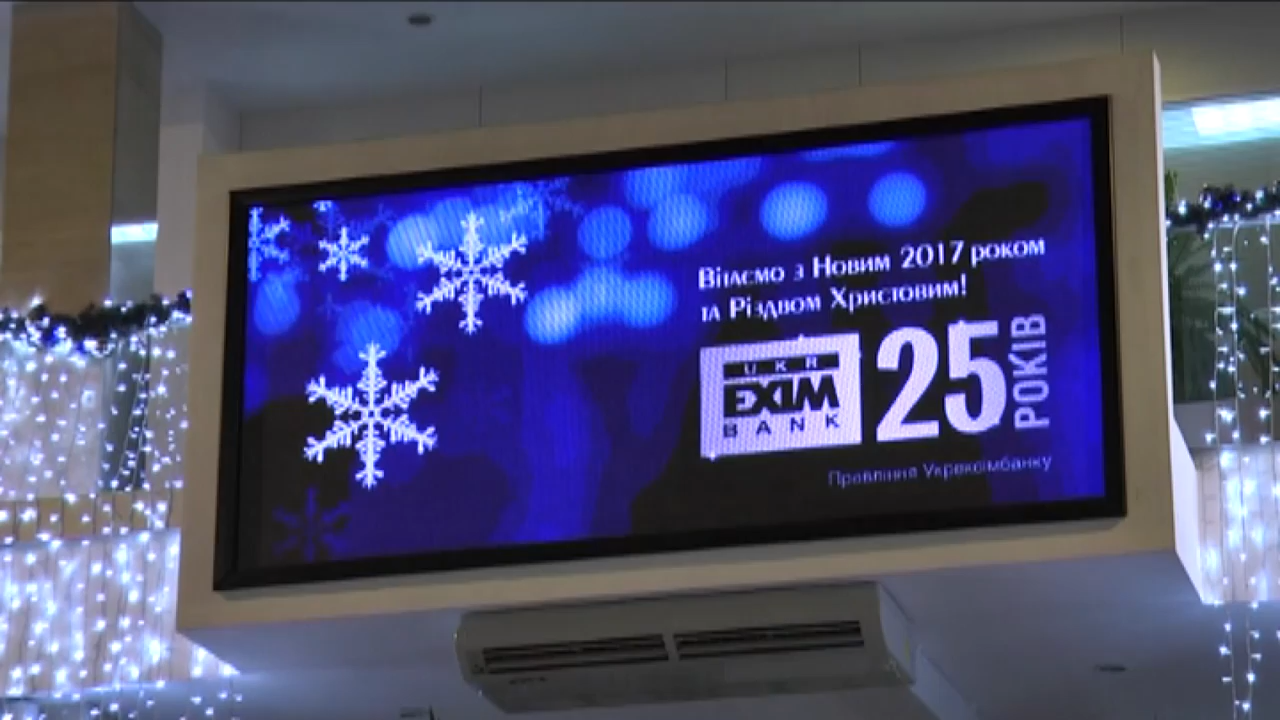 Вітаємо з Новим 2017 роком
та Різдвом Христовим!
UKR
EXIM
BANK
25
РОКІВ
Правління Укрексімбанку